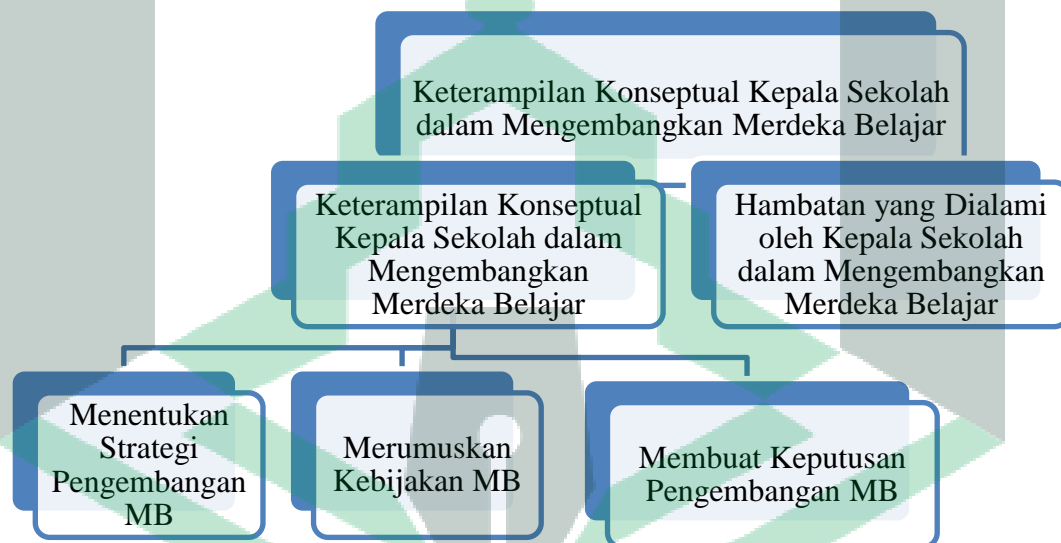 Keterampilan Konseptual Kepala Sekolah
dalam Mengembangkan Merdeka Belajar
Keterampilan Konseptual
Kepala Sekolah dalam
Mengembangkan
Merdeka Belajar
Hambatan yang Dialami
oleh Kepala Sekolah
dalam Mengembangkan
Merdeka Belajar
Menentukan
Strategi
Pengembangan
MB
Merumuskan
Kebijakan MB
Membuat Keputusan
Pengembangan MB